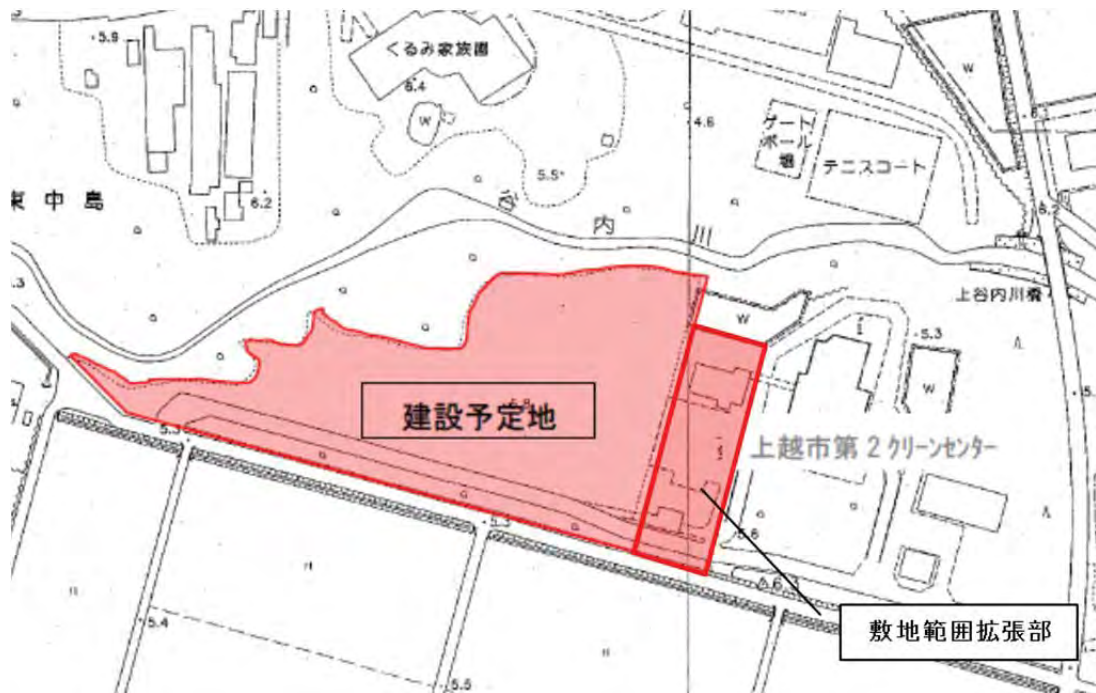 5.9
くるみ家族園
6.4
W
W
4.6
ゲート
ボール
場
テニスコート
5.5
東中島
6.2
谷内川
上谷内川橋
W
5.3
W
建設予定地
上越市第2クリーンセンター
5.3
5.3
5.6
敷地範囲拡張部
5.4
5.5